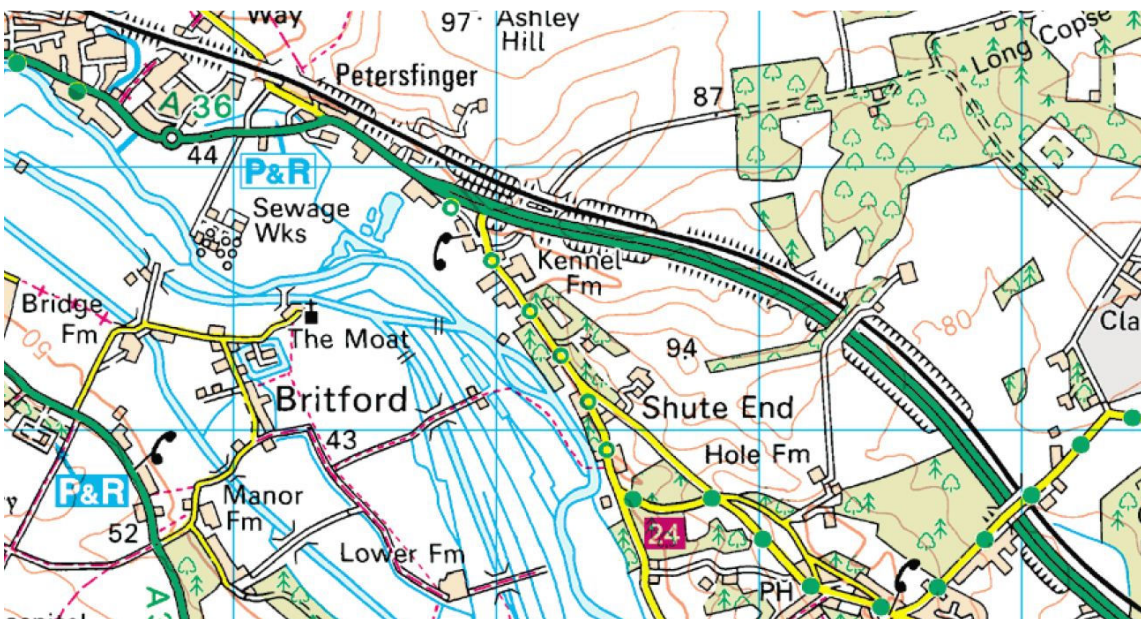 Way
97
Ashley
Hill
Petersfinger
Long Copse
87
A 36
44
P&R
Sewage
Wks
Kennel
Fm
Bridge
Fm
The Moat
94
80
50
Britford
Shute End
43
Hole Fm
P&R
Manor
Fm
52
Lower Fm
24
PH